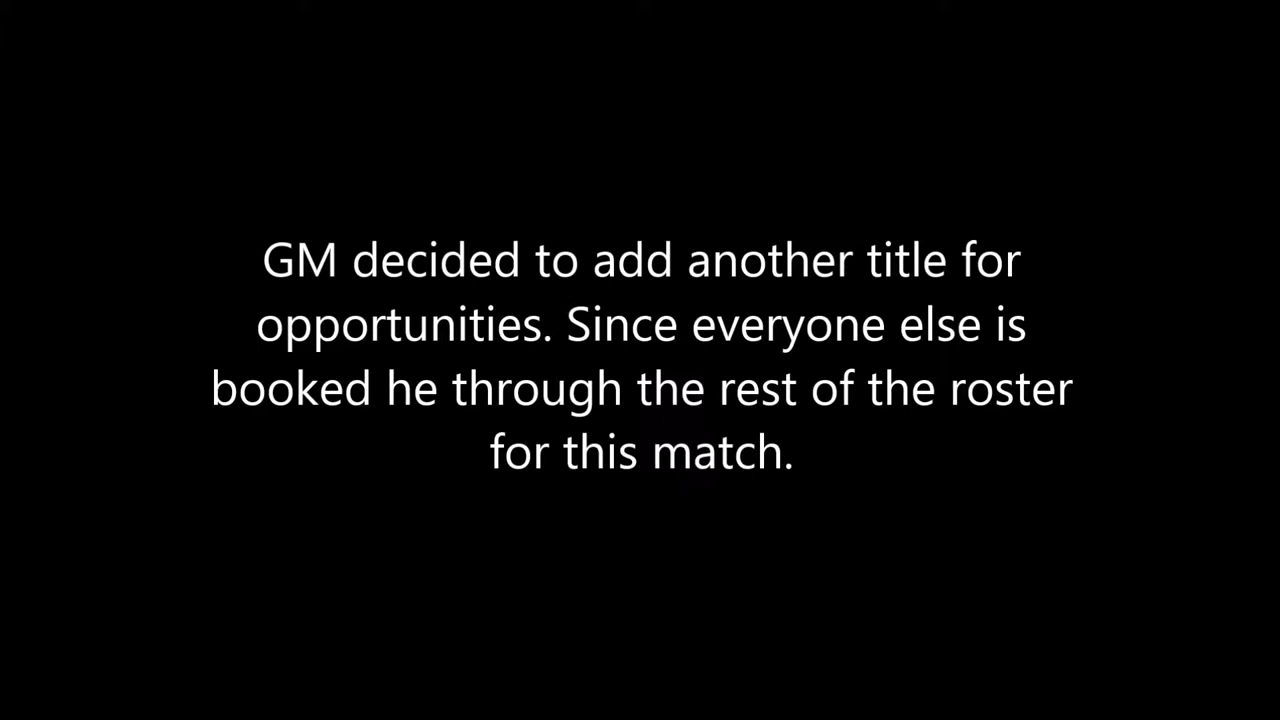 GM decided to add another title for
opportunities. Since everyone else is
booked he through the rest of the roster
for this match.